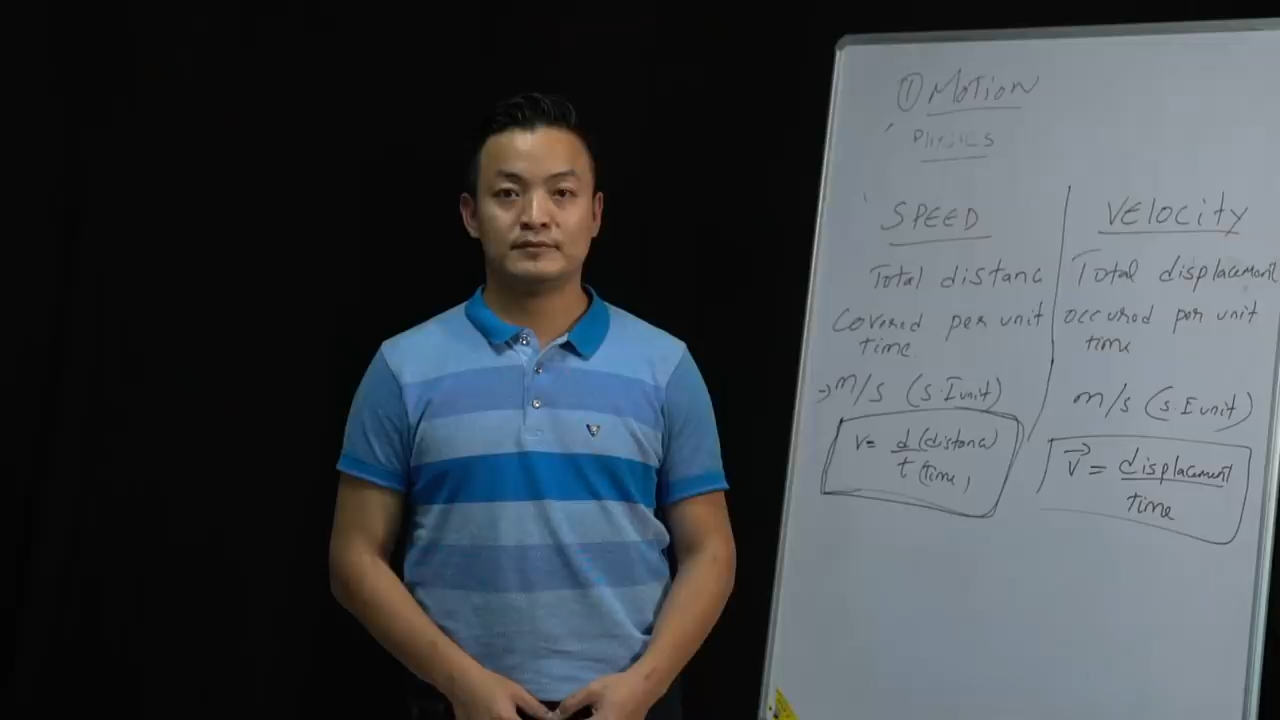 ① MOTION
PHYSICS
SPEED
Total distanc
Covered per unit
time.
→ m/s (S.I unit)
v= d (distance)
t (time)
VELOCITY
Total displacement
occured per unit
time
m/s (S.I unit)
v⃗ = displacement
time